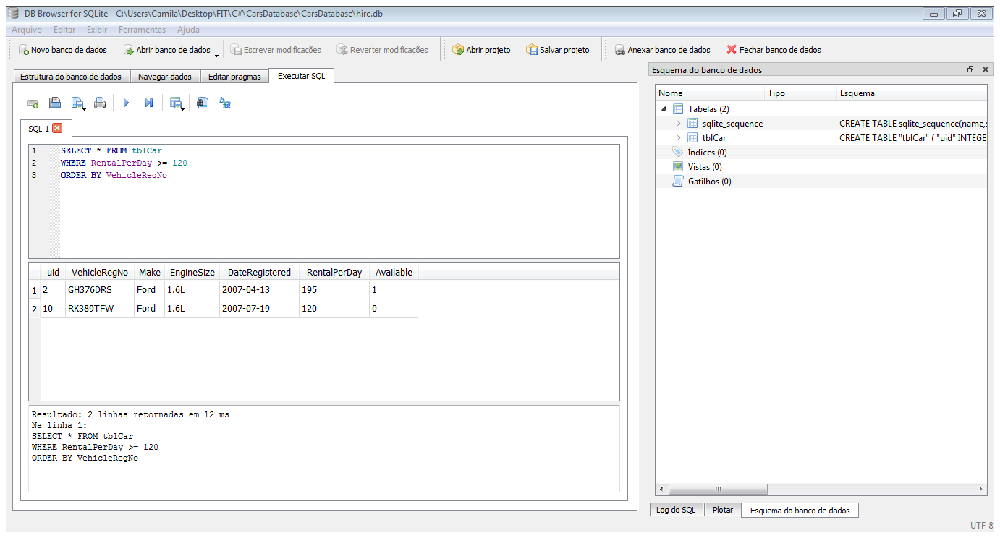 DB Browser for SQLite - C:\Users\Camila\Desktop\FIT\C#\CarsDatabase\CarsDatabase\hire.db
Arquivo Editar Exibir Ferramentas Ajuda
Novo banco de dados Abrir banco de dados Escrever modificações Reverter modificações Abrir projeto Salvar projeto Anexar banco de dados Fechar banco de dados
Estrutura do banco de dados Navegar dados Editar pragmas Executar SQL
SQL 1
1 SELECT * FROM tblCar
2 WHERE RentalPerDay >= 120
3 ORDER BY VehicleRegNo
uid VehicleRegNo Make EngineSize DateRegistered RentalPerDay Available
1 2 GH376DRS Ford 1.6L 2007-04-13 195 1
2 10 RK389TFW Ford 1.6L 2007-07-19 120 0
Resultado: 2 linhas retornadas em 12 ms
Na linha 1:
SELECT * FROM tblCar
WHERE RentalPerDay >= 120
ORDER BY VehicleRegNo
Esquema do banco de dados
Nome Tipo Esquema
Tabelas (2)
sqlite_sequence CREATE TABLE sqlite_sequence(name,s
tblCar CREATE TABLE "tblCar" ( "uid" INTEGE
Índices (0)
Vistas (0)
Gatilhos (0)
Log do SQL Plotar Esquema do banco de dados
UTF-8